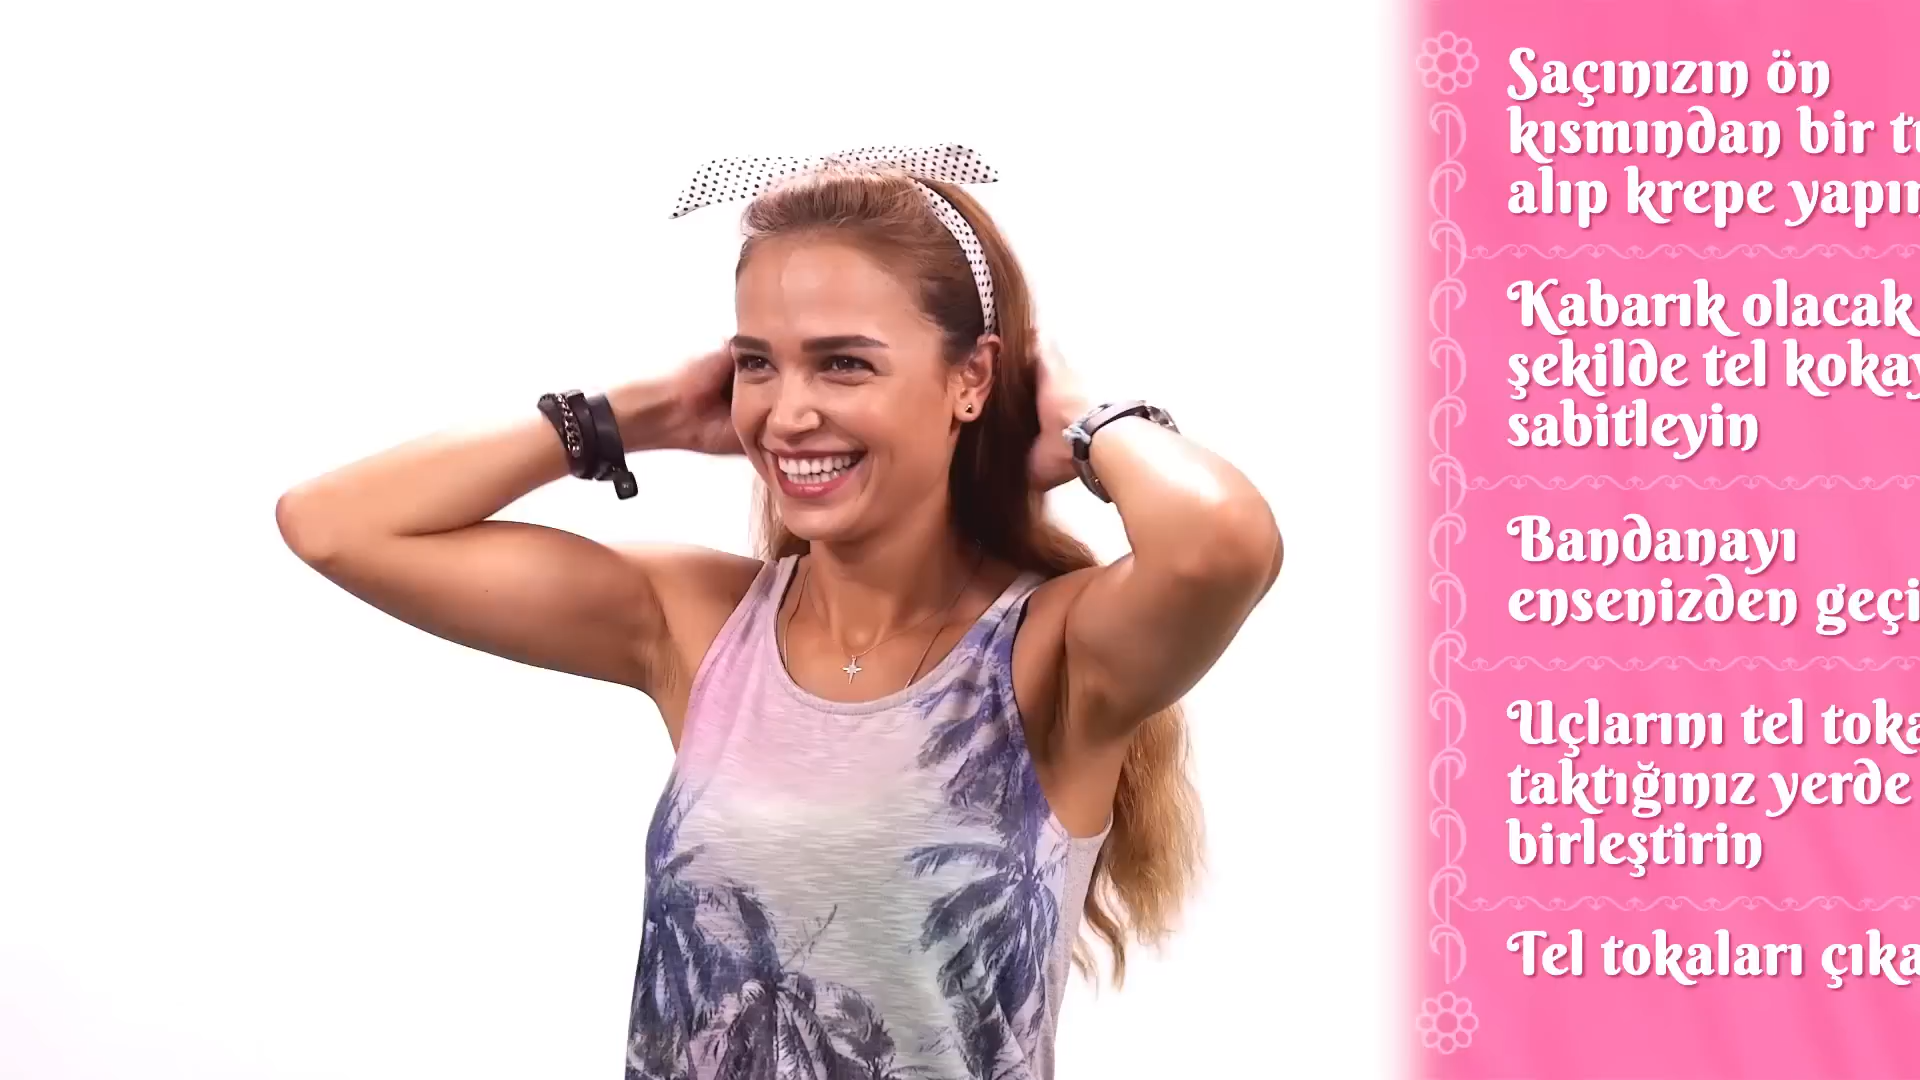 Saçınızın ön
kısmından bir
alıp krepe
Kabarık olacak
şekilde tel
sabitleyin
Bandanayı
ensenizden
Uçlarını tel
taktığınız yerde
birleştirin
Tel tokaları